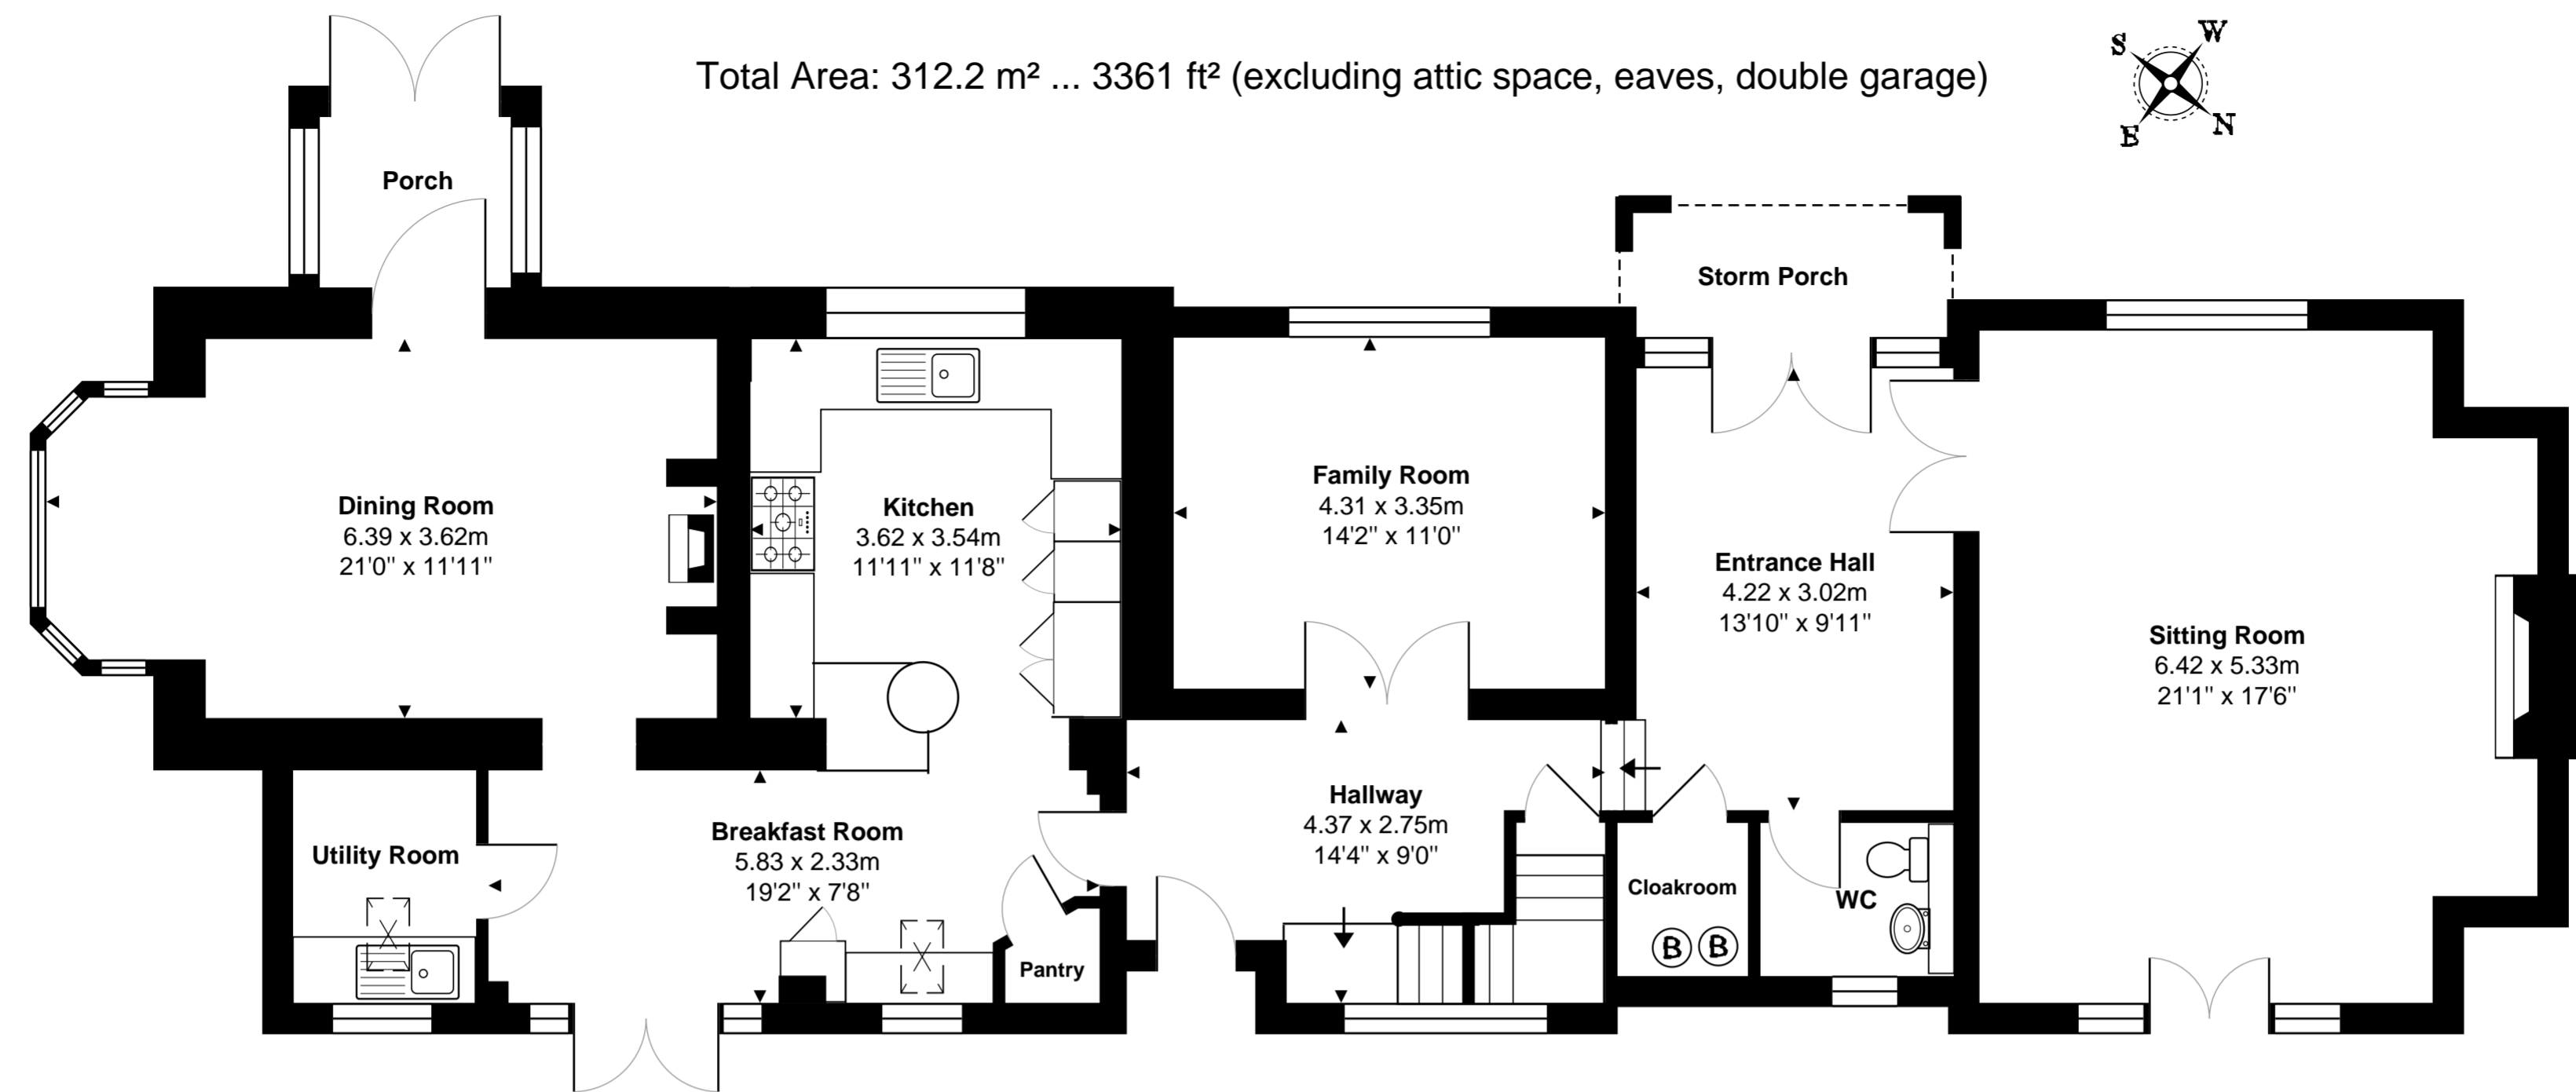 Total Area: 312.2 m² ... 3361 ft² (excluding attic space, eaves, double garage)
S
W
E
N
Porch
Storm Porch
Dining Room
6.39 x 3.62m
21'0" x 11'11"
Kitchen
3.62 x 3.54m
11'11" x 11'8"
Family Room
4.31 x 3.35m
14'2" x 11'0"
Entrance Hall
4.22 x 3.02m
13'10" x 9'11"
Sitting Room
6.42 x 5.33m
21'1" x 17'6"
Utility Room
Breakfast Room
5.83 x 2.33m
19'2" x 7'8"
Hallway
4.37 x 2.75m
14'4" x 9'0"
Pantry
Cloakroom
B B
WC